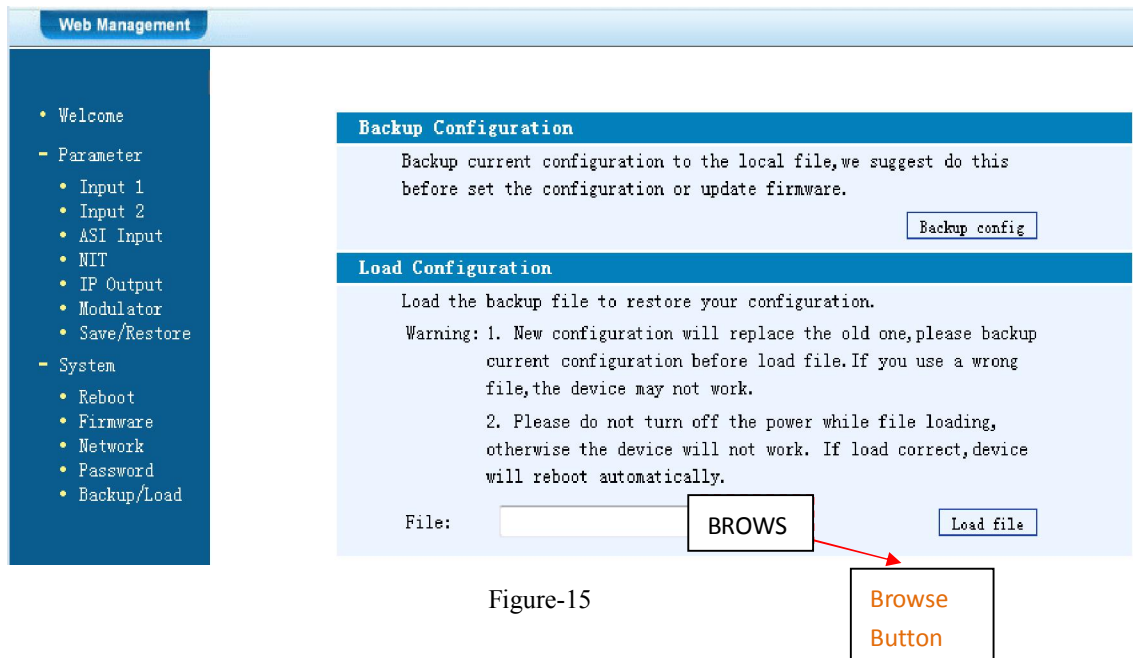 Web Management
• Welcome
- Parameter
• Input 1
• Input 2
• ASI Input
• NIT
• IP Output
• Modulator
• Save/Restore
- System
• Reboot
• Firmware
• Network
• Password
• Backup/Load
Backup Configuration
Backup current configuration to the local file,we suggest do this
before set the configuration or update firmware.
Backup config
Load Configuration
Load the backup file to restore your configuration.
Warning: 1. New configuration will replace the old one,please backup
current configuration before load file.If you use a wrong
file,the device may not work.
2. Please do not turn off the power while file loading,
otherwise the device will not work. If load correct,device
will reboot automatically.
File:
BROWS
Load file
Figure-15
Browse
Button